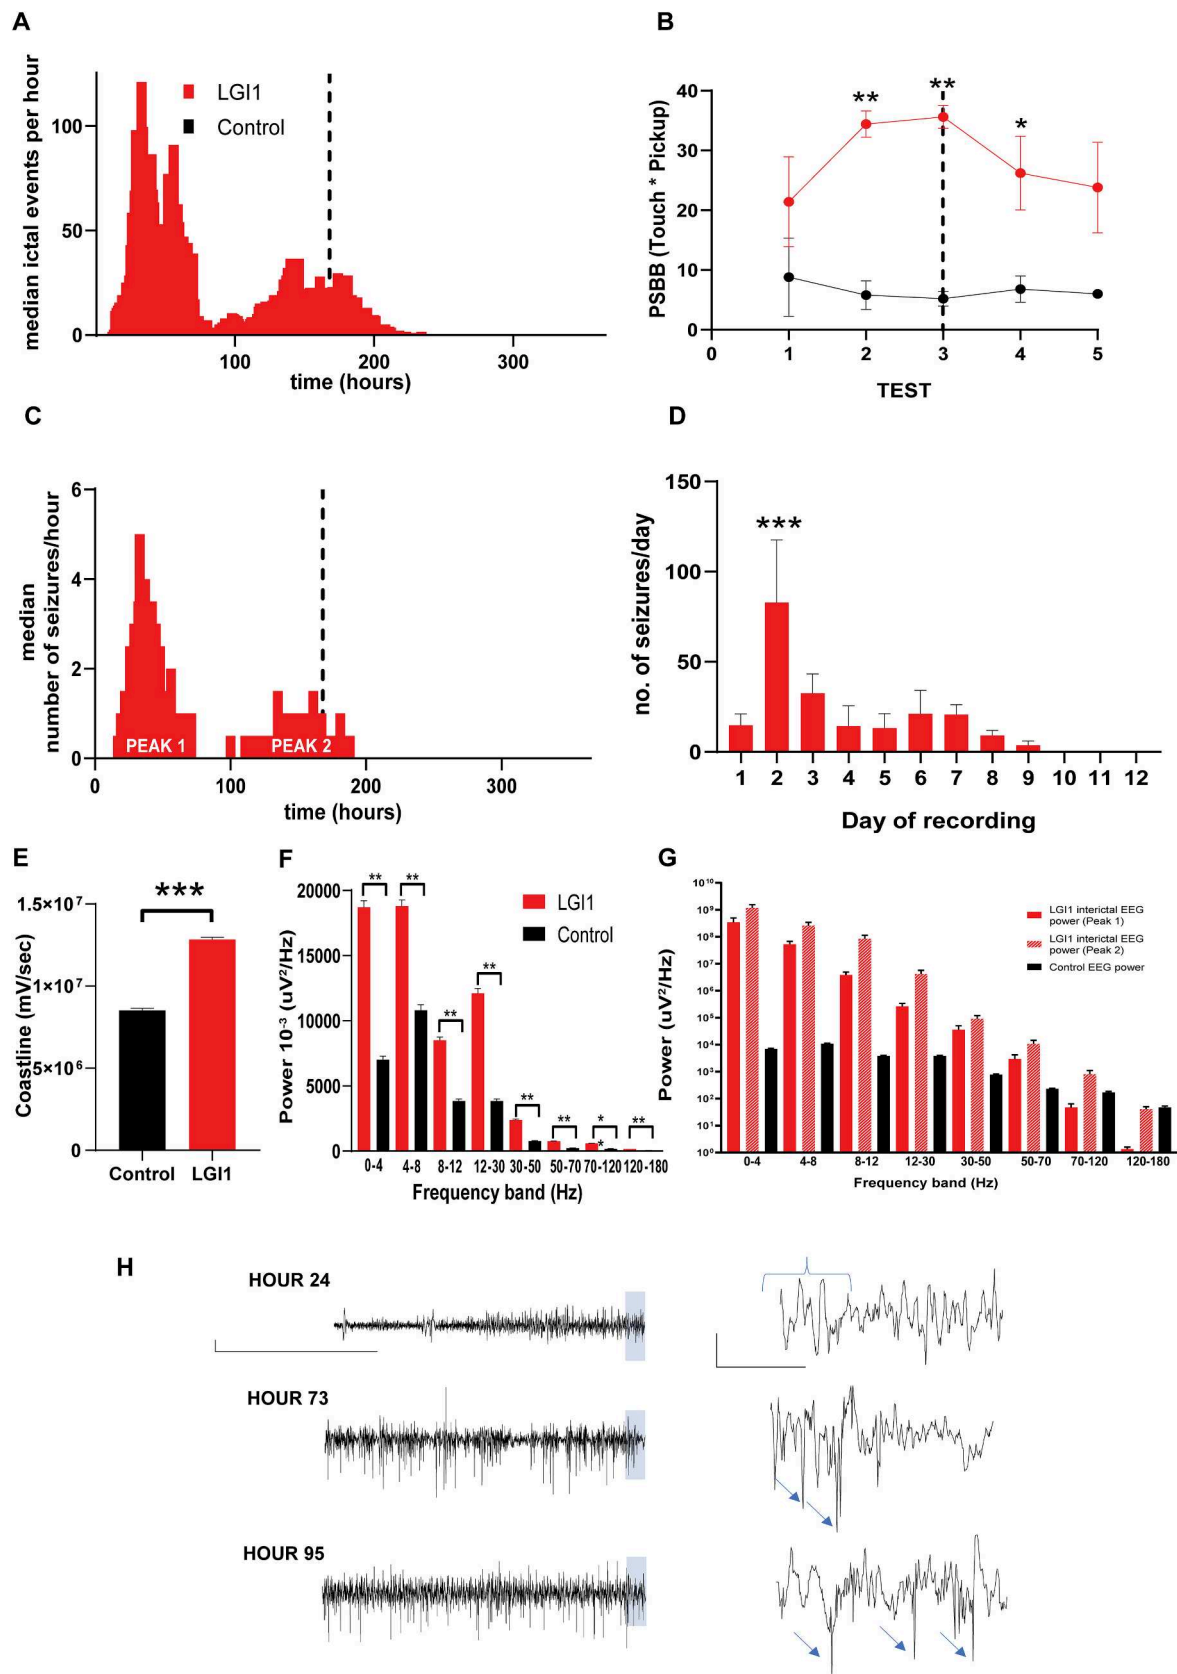 A
median ictal events per hour
100
50
0
LGI1
Control
100
200
300
time (hours)
B
PSBB (Touch * Pickup)
40
30
20
10
0
**
**
*
0
1
2
3
4
5
TEST
C
median
number of seizures/hour
6
4
2
0
PEAK 1
PEAK 2
0
100
200
300
time (hours)
D
no. of seizures/day
150
100
50
0
***
1 2 3 4 5 6 7 8 9 10 11 12
Day of recording
E
Coastline (mV/sec)
1.5×10⁷
1×10⁷
5×10⁶
0
***
Control
LGI1
F
Power 10⁻³ (uV²/Hz)
20000
15000
10000
5000
0
** ** ** ** ** ** * * **
LGI1
Control
0-4 4-8 8-12 12-30 30-50 50-70 70-120 120-180
Frequency band (Hz)
G
Power (uV²/Hz)
10¹⁰
10⁹
10⁸
10⁷
10⁶
10⁵
10⁴
10³
10²
10¹
10⁰
LGI1 interictal EEG
power (Peak 1)
LGI1 interictal EEG
power (Peak 2)
Control EEG power
0-4 4-8 8-12 12-30 30-50 50-70 70-120 120-180
Frequency band (Hz)
H
HOUR 24
HOUR 73
HOUR 95